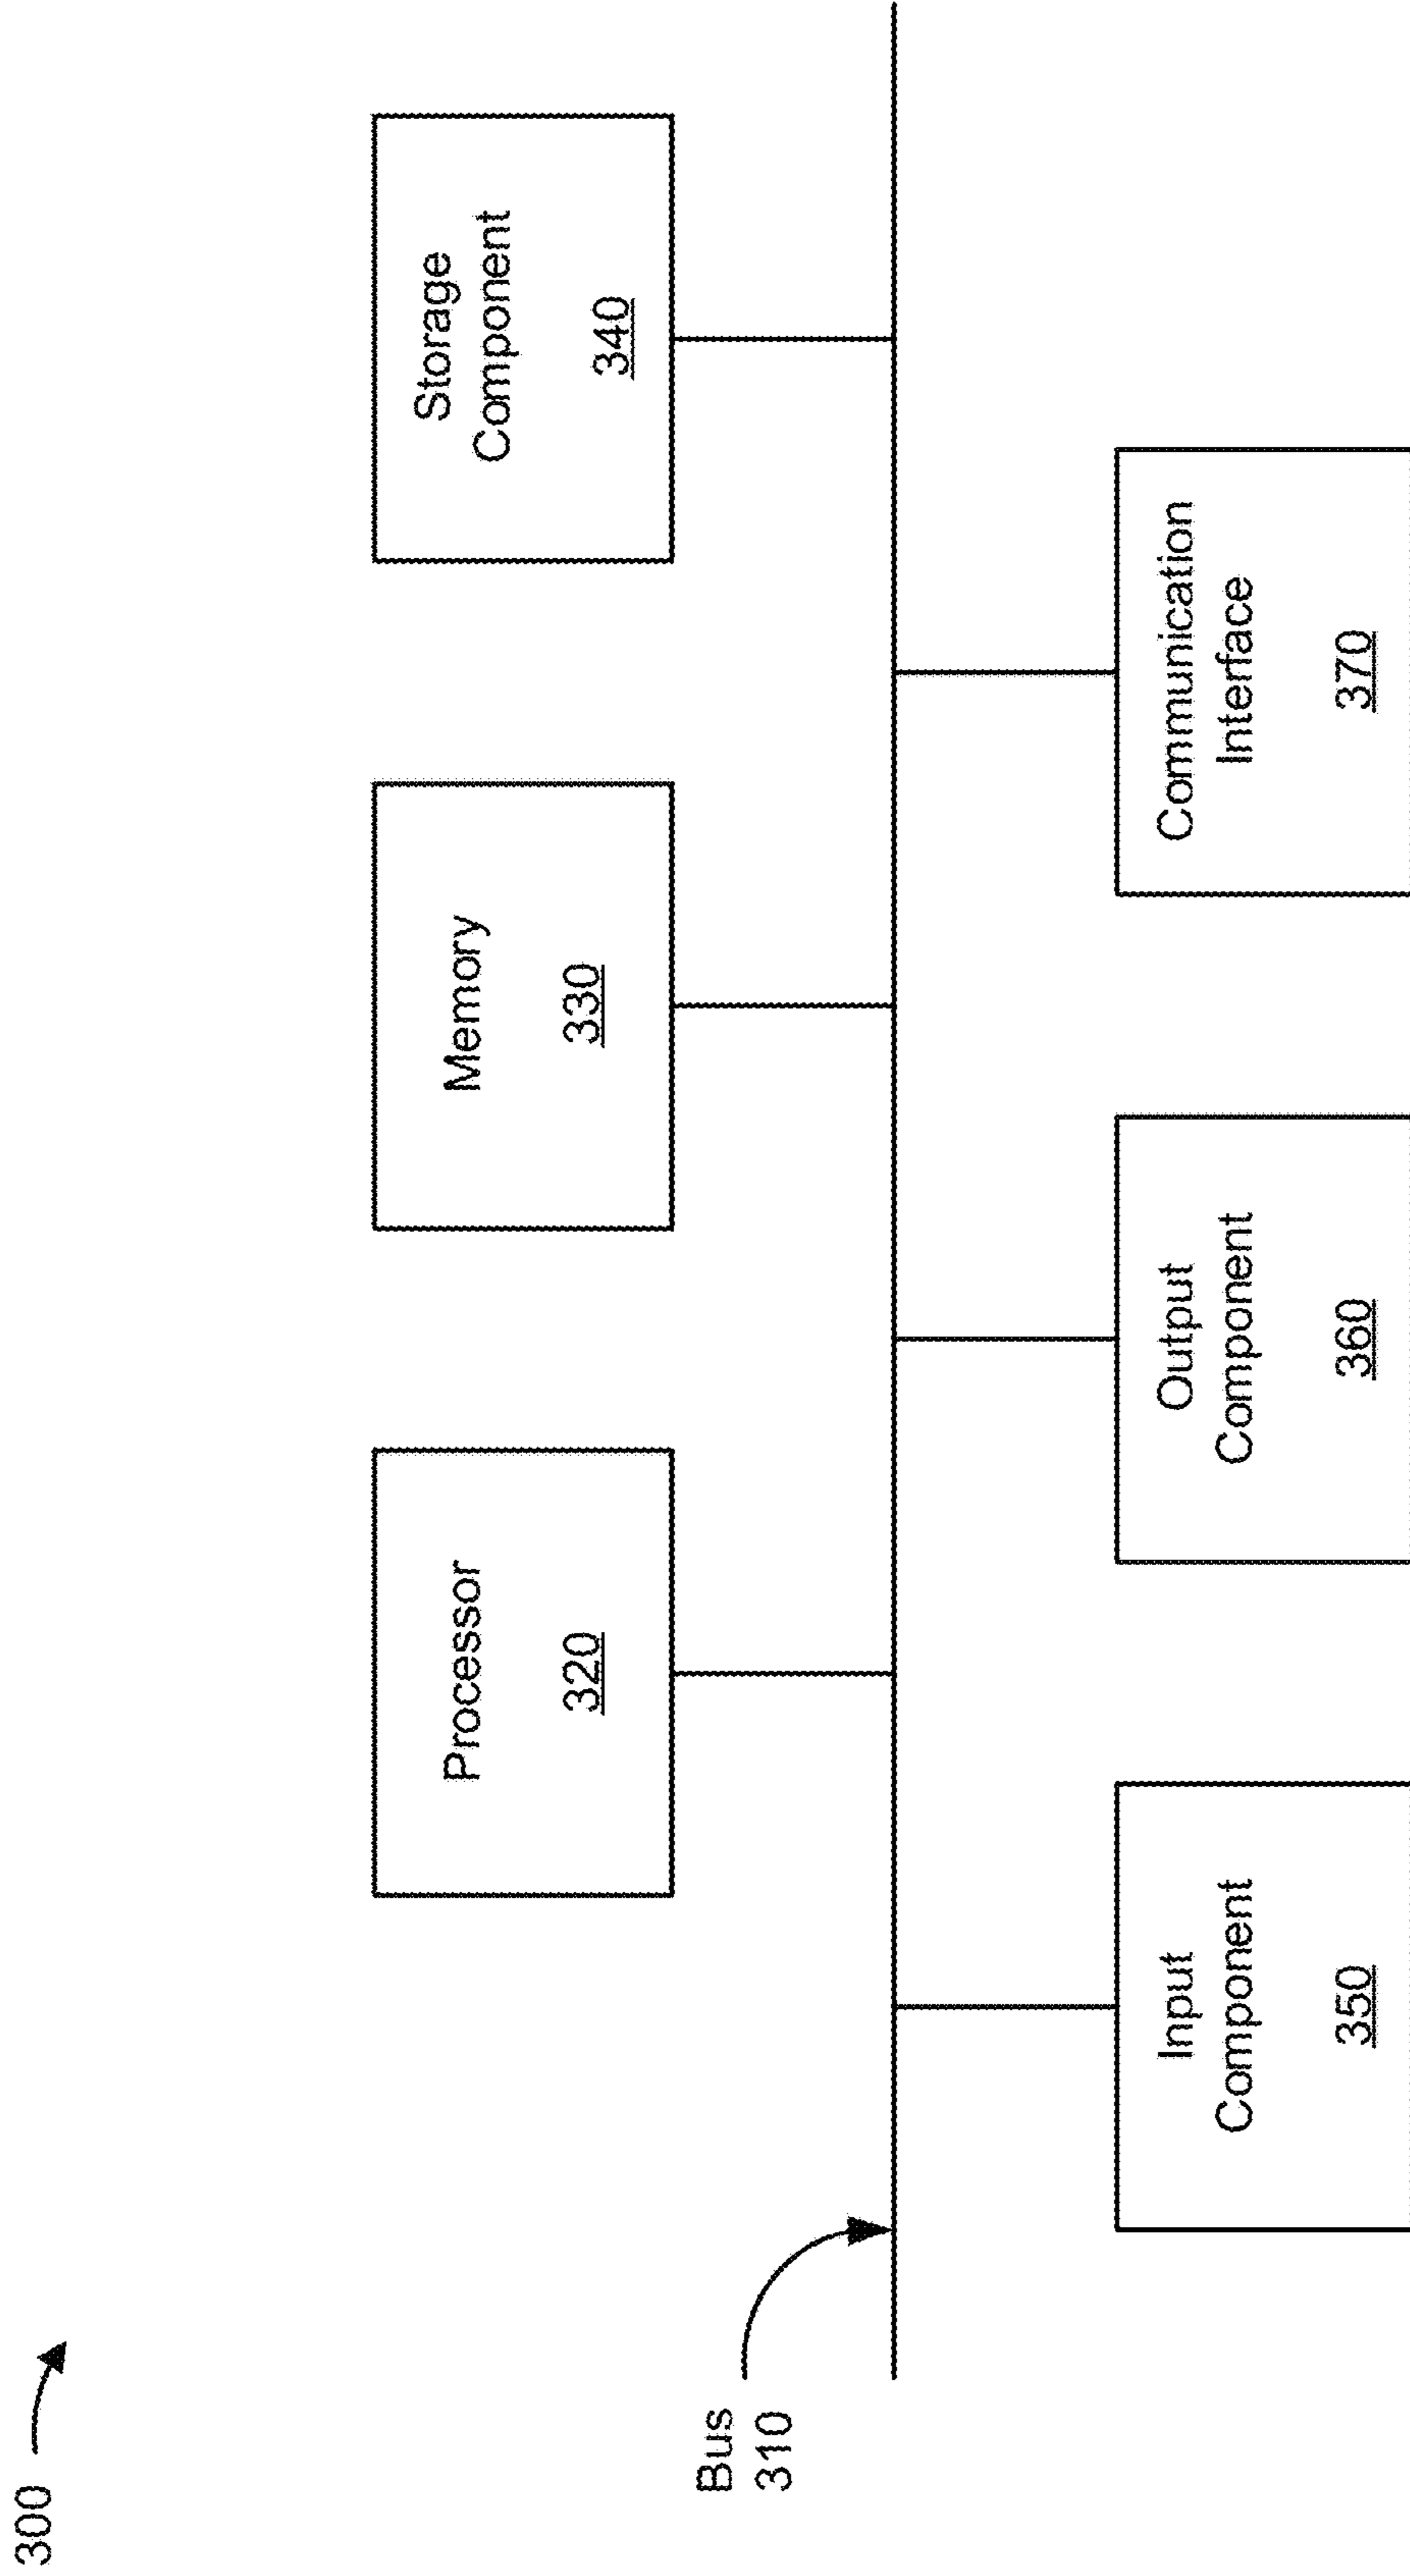 300
Processor
320
Memory
330
Storage
Component
340
Bus
310
Input
Component
350
Output
Component
360
Communication
Interface
370